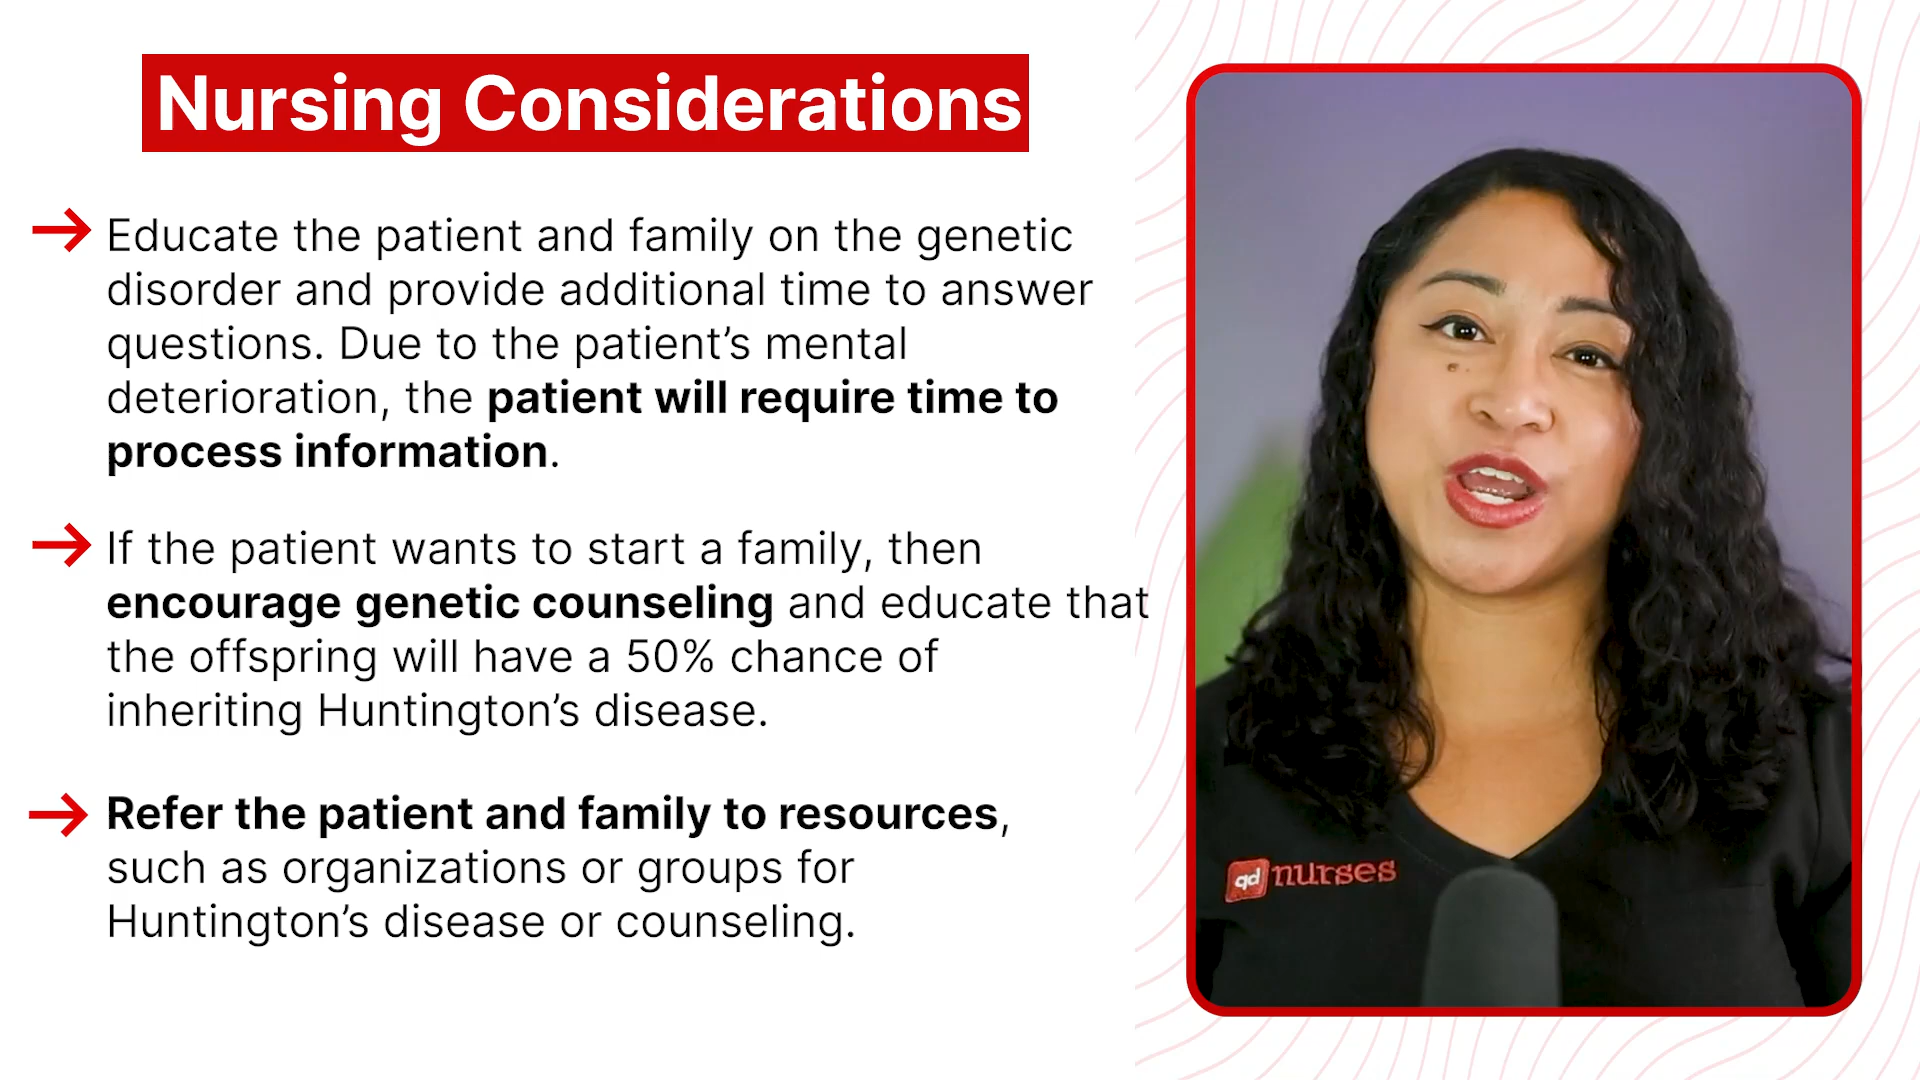 Nursing Considerations
Educate the patient and family on the genetic
disorder and provide additional time to answer
questions. Due to the patient’s mental
deterioration, the patient will require time to
process information.
If the patient wants to start a family, then
encourage genetic counseling and educate that
the offspring will have a 50% chance of
inheriting Huntington’s disease.
Refer the patient and family to resources,
such as organizations or groups for
Huntington’s disease or counseling.
qd nurses